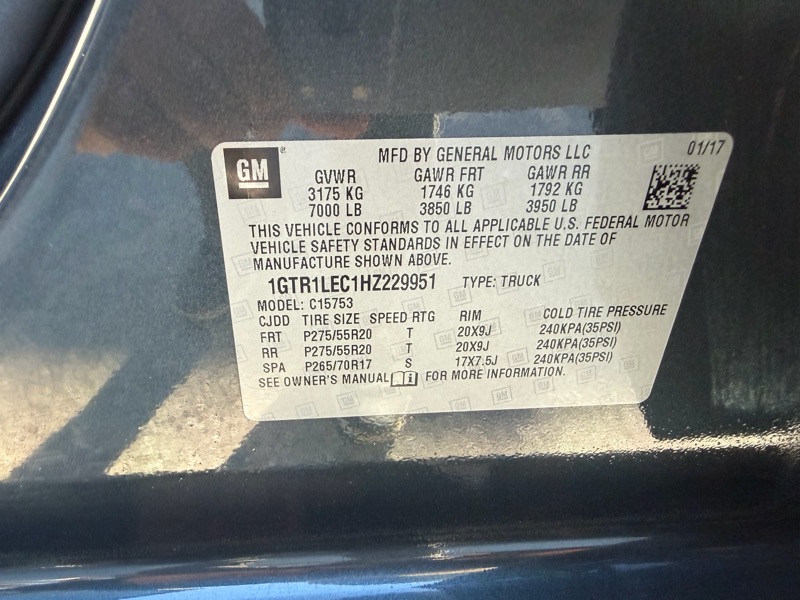 GM
MFD BY GENERAL MOTORS LLC 01/17
GVWR GAWR FRT GAWR RR
3175 KG 1746 KG 1792 KG
7000 LB 3850 LB 3950 LB
THIS VEHICLE CONFORMS TO ALL APPLICABLE U.S. FEDERAL MOTOR
VEHICLE SAFETY STANDARDS IN EFFECT ON THE DATE OF
MANUFACTURE SHOWN ABOVE.
1GTR1LEC1HZ229951 TYPE: TRUCK
MODEL: C15753
CJDD TIRE SIZE SPEED RTG RIM COLD TIRE PRESSURE
FRT P275/55R20 T 20X9J 240KPA(35PSI)
RR P275/55R20 T 20X9J 240KPA(35PSI)
SPA P265/70R17 S 17X7.5J 240KPA(35PSI)
SEE OWNER'S MANUAL FOR MORE INFORMATION.